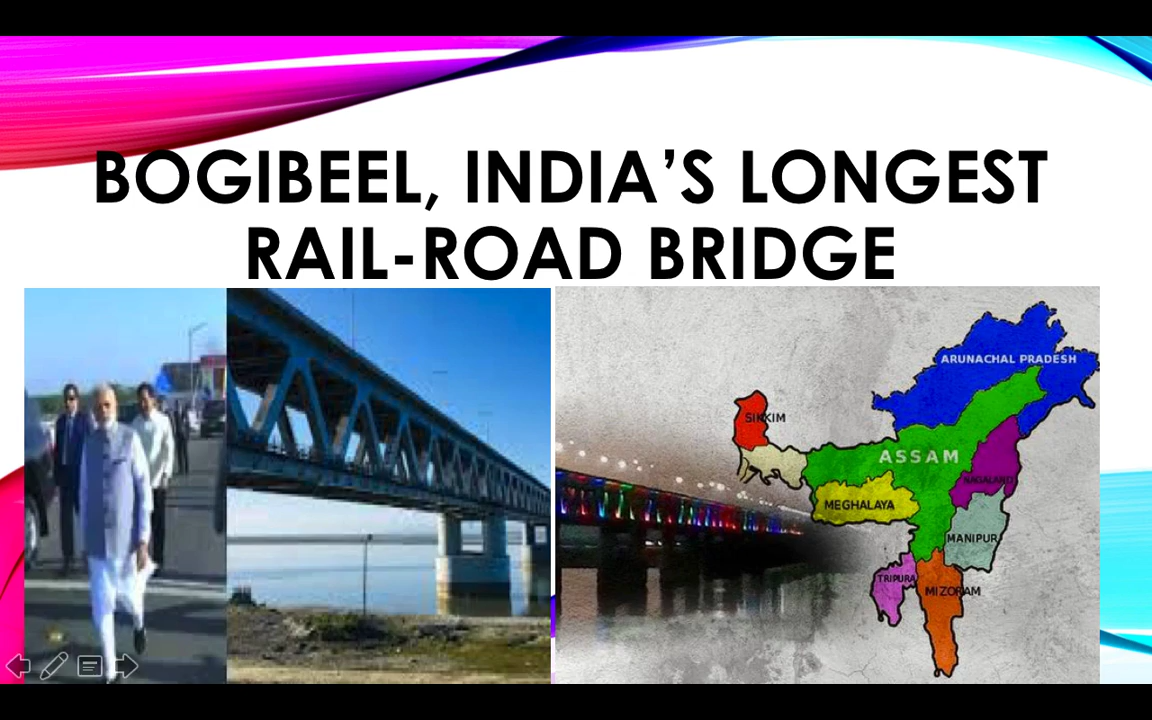 BOGIBEEL, INDIA'S LONGEST
RAIL-ROAD BRIDGE
ARUNACHAL PRADESH
SIKKIM
ASSAM
NAGALAND
MEGHALAYA
MANIPUR
TRIPURA
MIZORAM